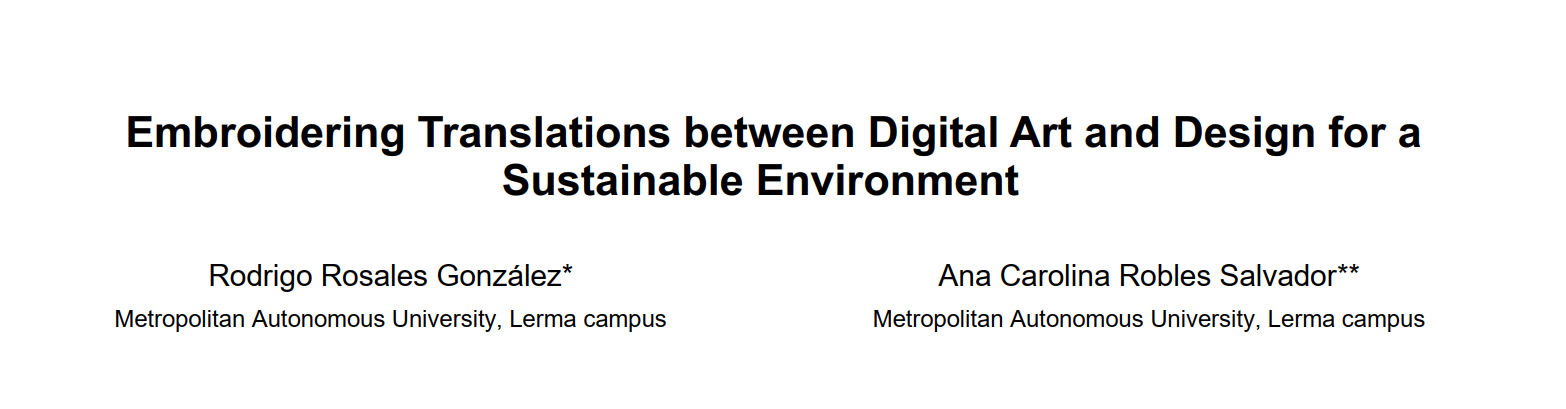 Embroidering Translations between Digital Art and Design for a
Sustainable Environment
Rodrigo Rosales González*
Metropolitan Autonomous University, Lerma campus
Ana Carolina Robles Salvador**
Metropolitan Autonomous University, Lerma campus